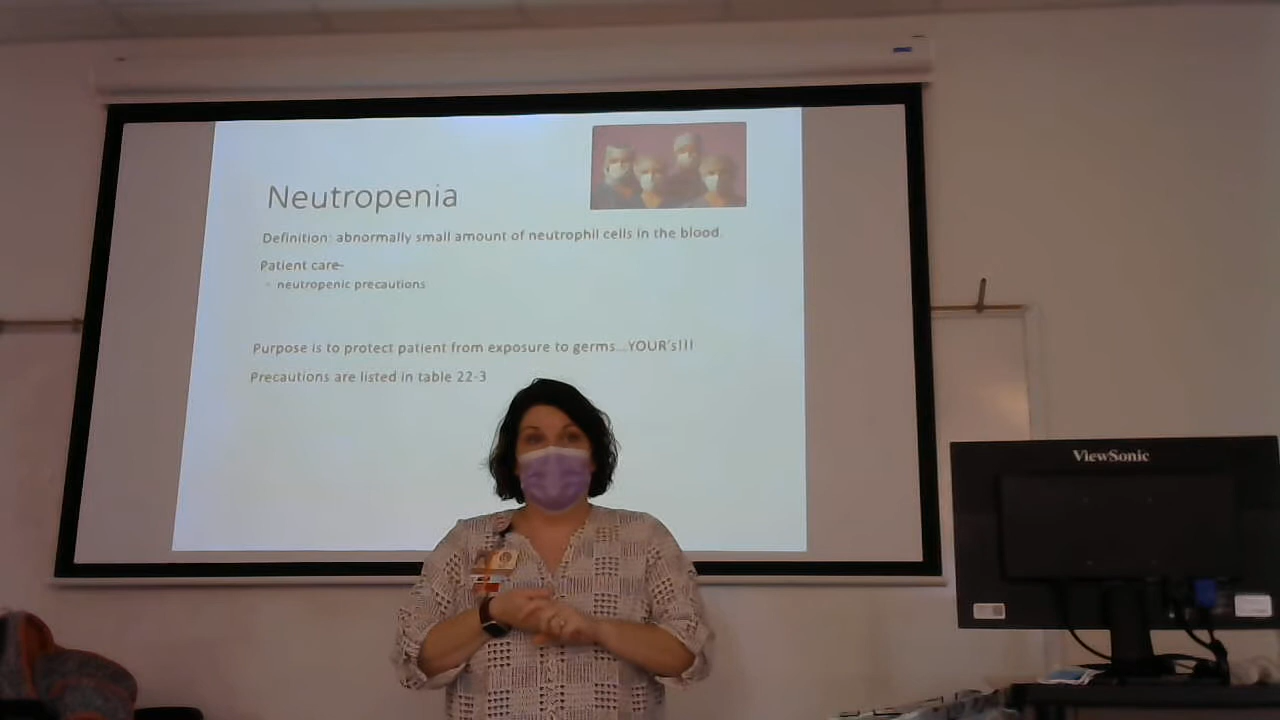 Neutropenia
Definition: abnormally small amount of neutrophil cells in the blood.
Patient care-
neutropenic precautions
Purpose is to protect patient from exposure to germs...YOUR's!!!
Precautions are listed in table 22-3
ViewSonic